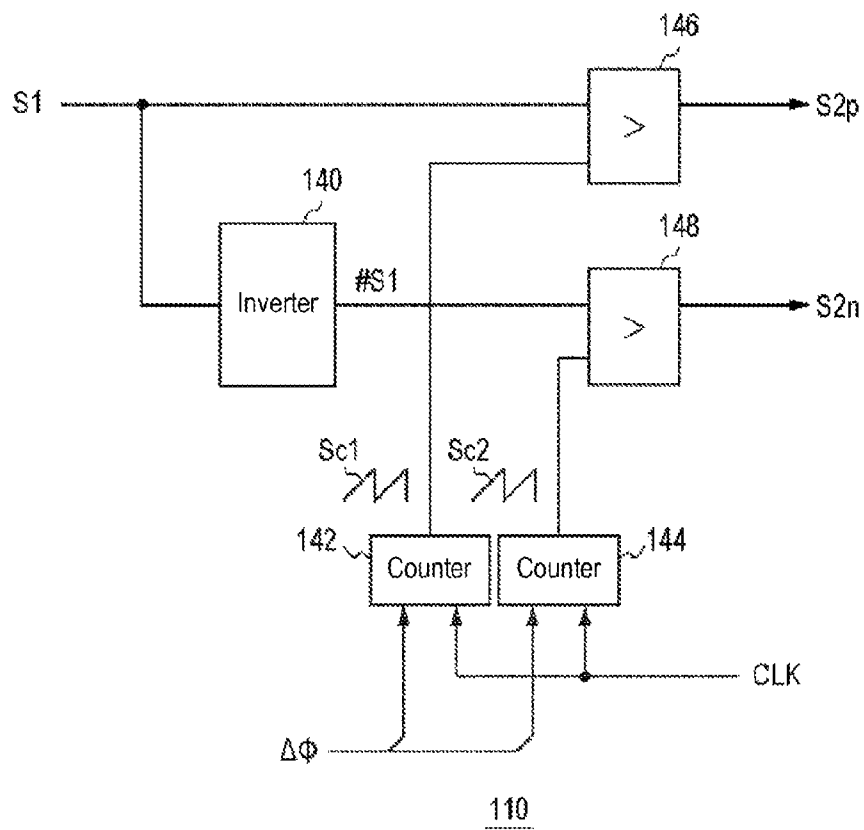 146
S1
>
S2p
140
148
Inverter
#S1
>
S2n
Sc1
Sc2
142
Counter
Counter
144
CLK
ΔΦ
110